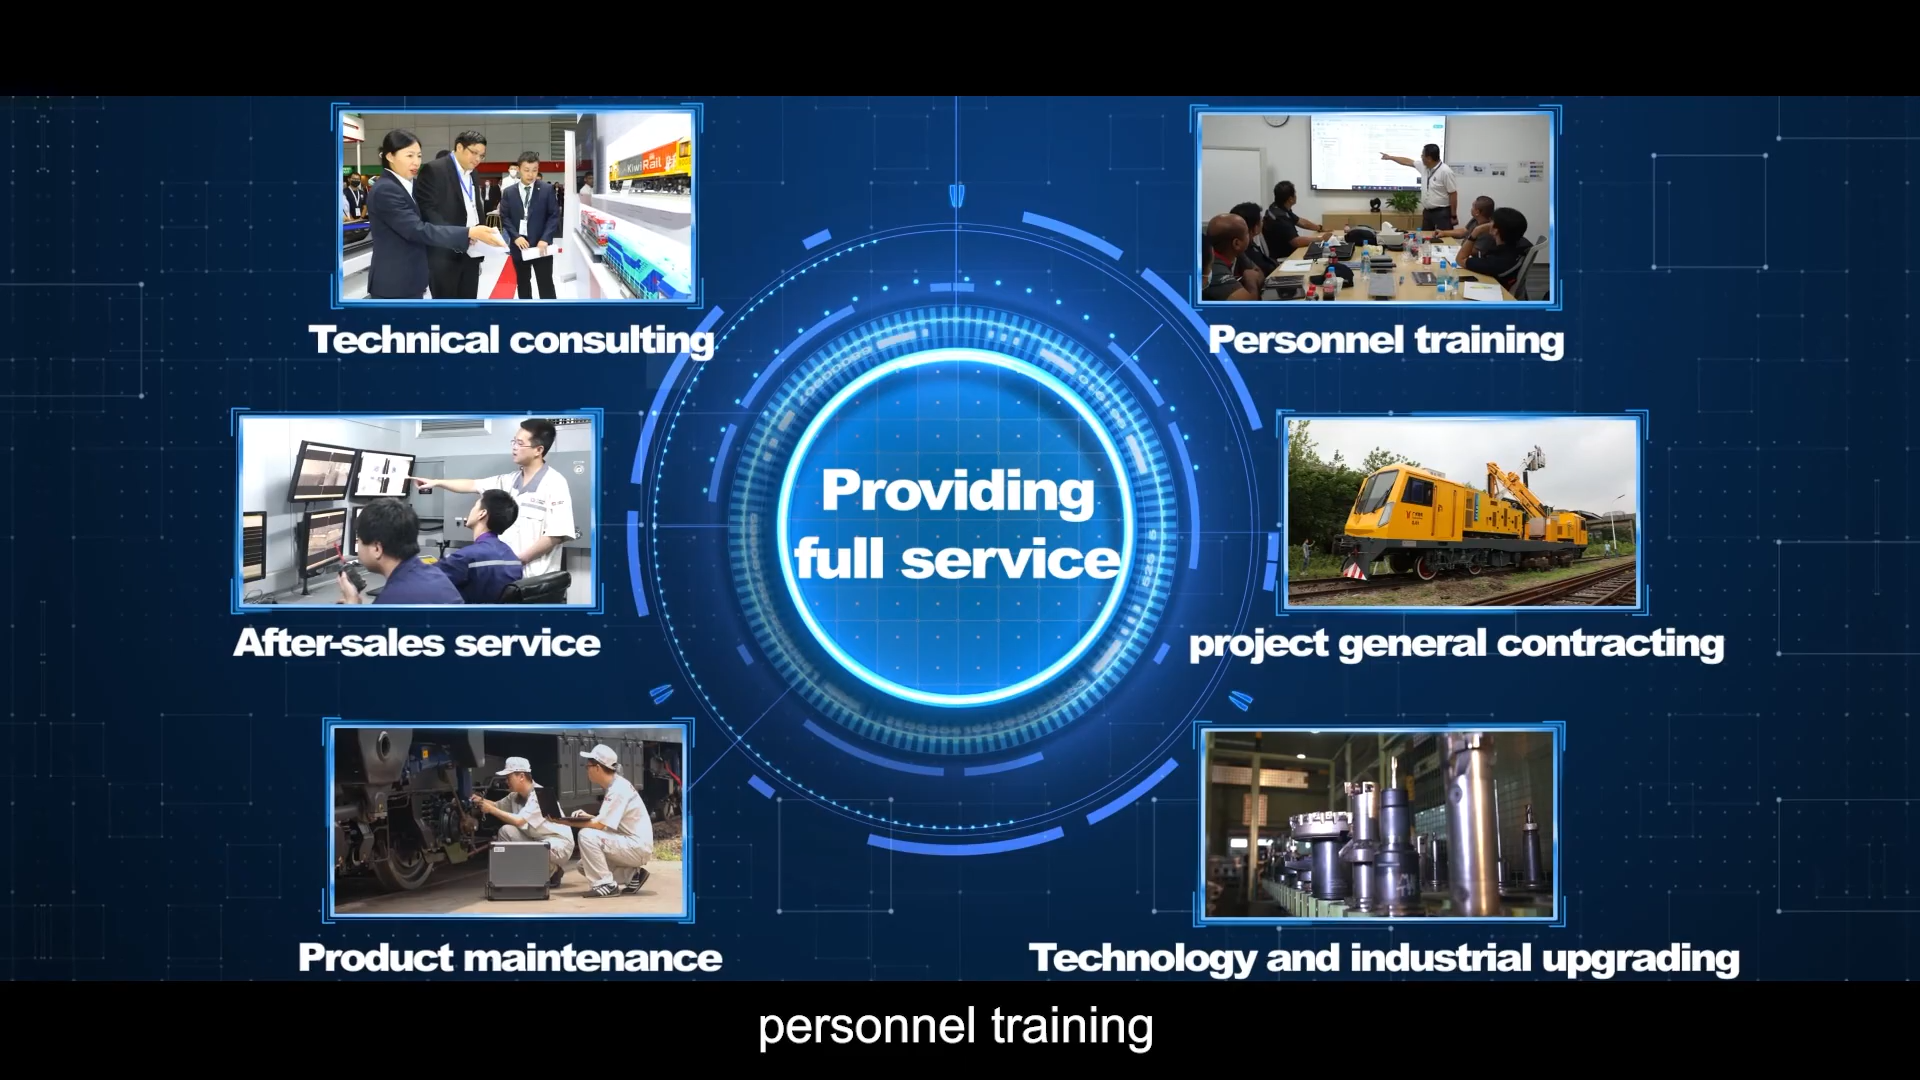 KiwiRail
Technical consulting
Personnel training
Providing
full service
After-sales service
project general contracting
Product maintenance
Technology and industrial upgrading
personnel training